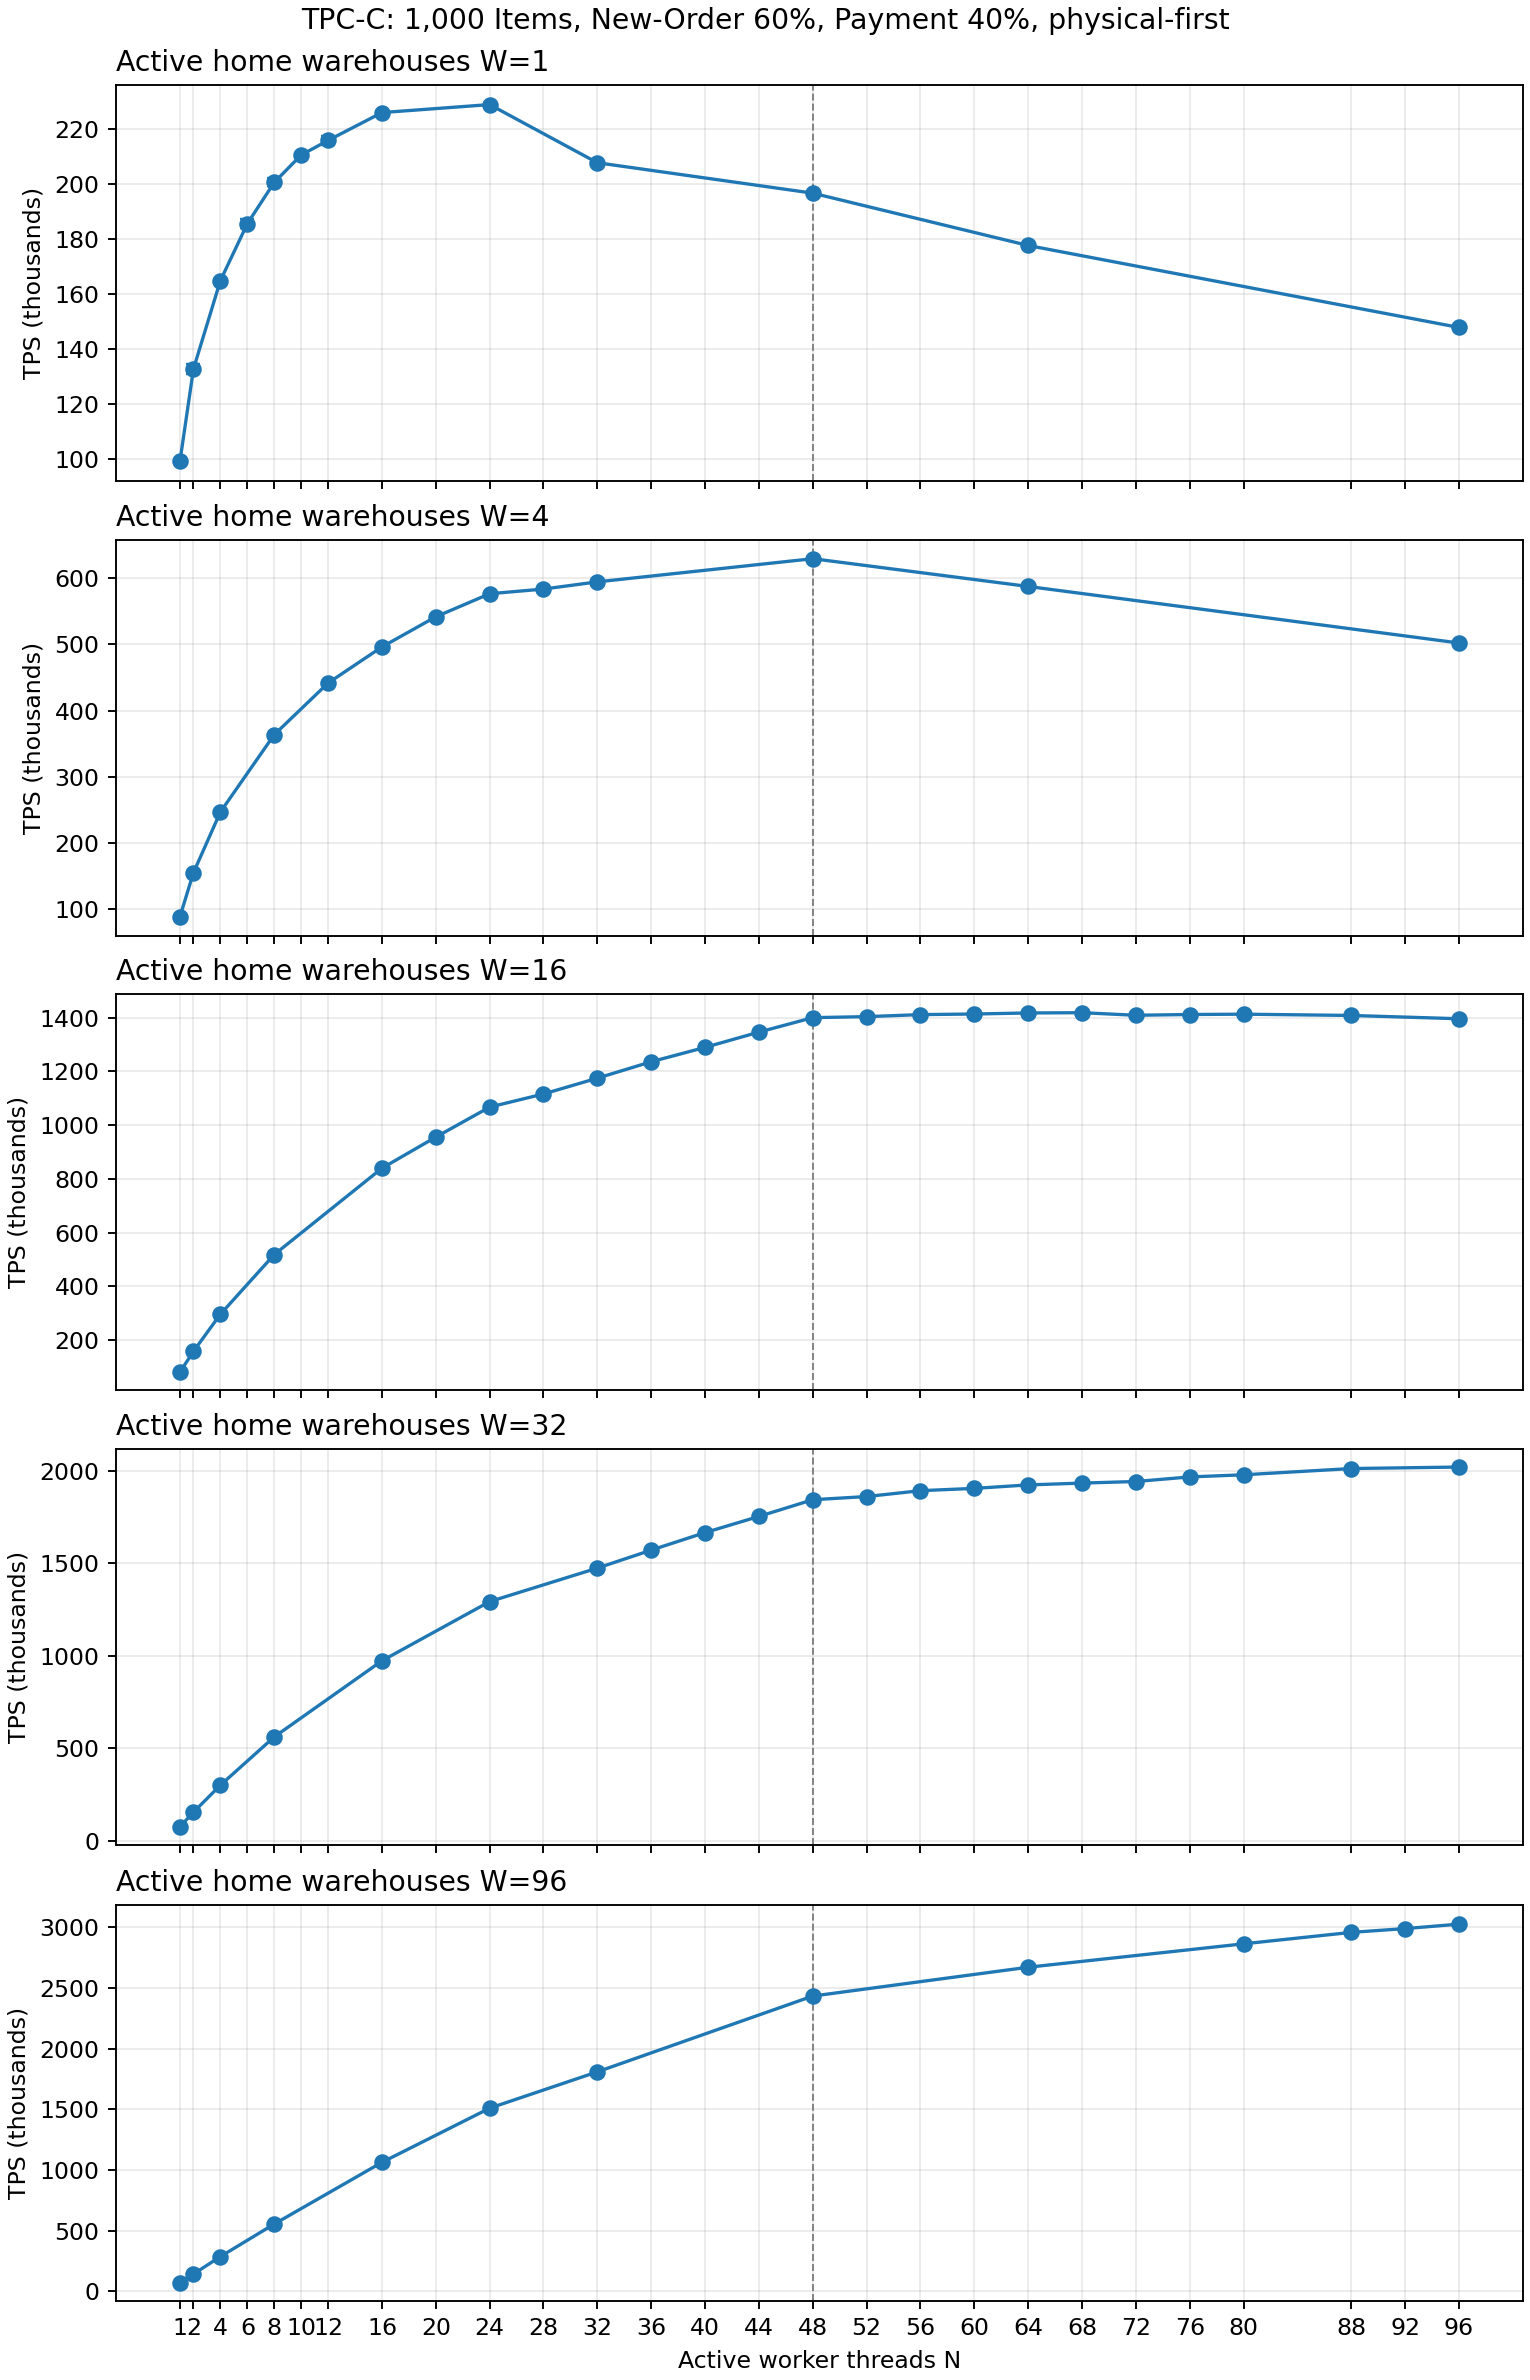 TPC-C: 1,000 Items, New-Order 60%, Payment 40%, physical-first
Active home warehouses W=1
TPS (thousands)
220
200
180
160
140
120
100
Active home warehouses W=4
TPS (thousands)
600
500
400
300
200
100
Active home warehouses W=16
TPS (thousands)
1400
1200
1000
800
600
400
200
Active home warehouses W=32
TPS (thousands)
2000
1500
1000
500
0
Active home warehouses W=96
TPS (thousands)
3000
2500
2000
1500
1000
500
0
1 2 4 6 8 10 12 16 20 24 28 32 36 40 44 48 52 56 60 64 68 72 76 80 88 92 96
Active worker threads N